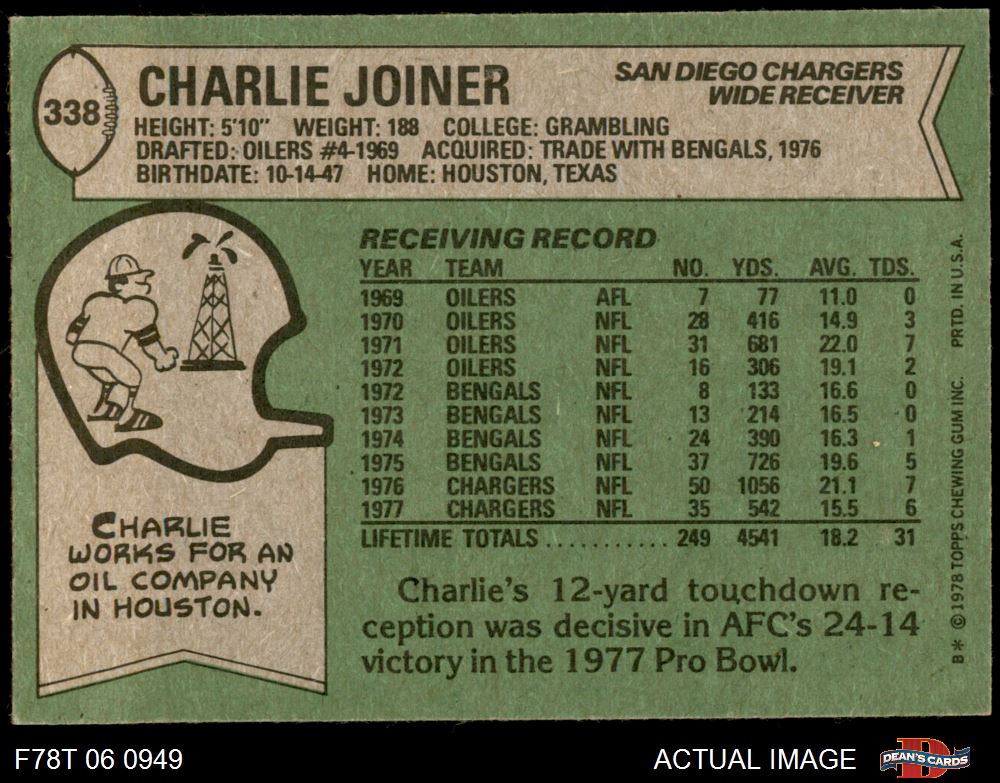 338
CHARLIE JOINER
SAN DIEGO CHARGERS
WIDE RECEIVER
HEIGHT: 5'10" WEIGHT: 188 COLLEGE: GRAMBLING
DRAFTED: OILERS #4-1969 ACQUIRED: TRADE WITH BENGALS, 1976
BIRTHDATE: 10-14-47 HOME: HOUSTON, TEXAS
RECEIVING RECORD
YEAR TEAM NO. YDS. AVG. TDS.
1969 OILERS AFL 7 77 11.0 0
1970 OILERS NFL 28 416 14.9 3
1971 OILERS NFL 31 681 22.0 7
1972 OILERS NFL 16 306 19.1 2
1972 BENGALS NFL 8 133 16.6 0
1973 BENGALS NFL 13 214 16.5 0
1974 BENGALS NFL 24 390 16.3 1
1975 BENGALS NFL 37 726 19.6 5
1976 CHARGERS NFL 50 1056 21.1 7
1977 CHARGERS NFL 35 542 15.5 6
LIFETIME TOTALS ........... 249 4541 18.2 31
CHARLIE
WORKS FOR AN
OIL COMPANY
IN HOUSTON.
Charlie's 12-yard touchdown re-
ception was decisive in AFC's 24-14
victory in the 1977 Pro Bowl.
B* © 1978 TOPPS CHEWING GUM INC. PRTD. IN U.S.A.
F78T 06 0949
ACTUAL IMAGE
DEAN'S CARDS